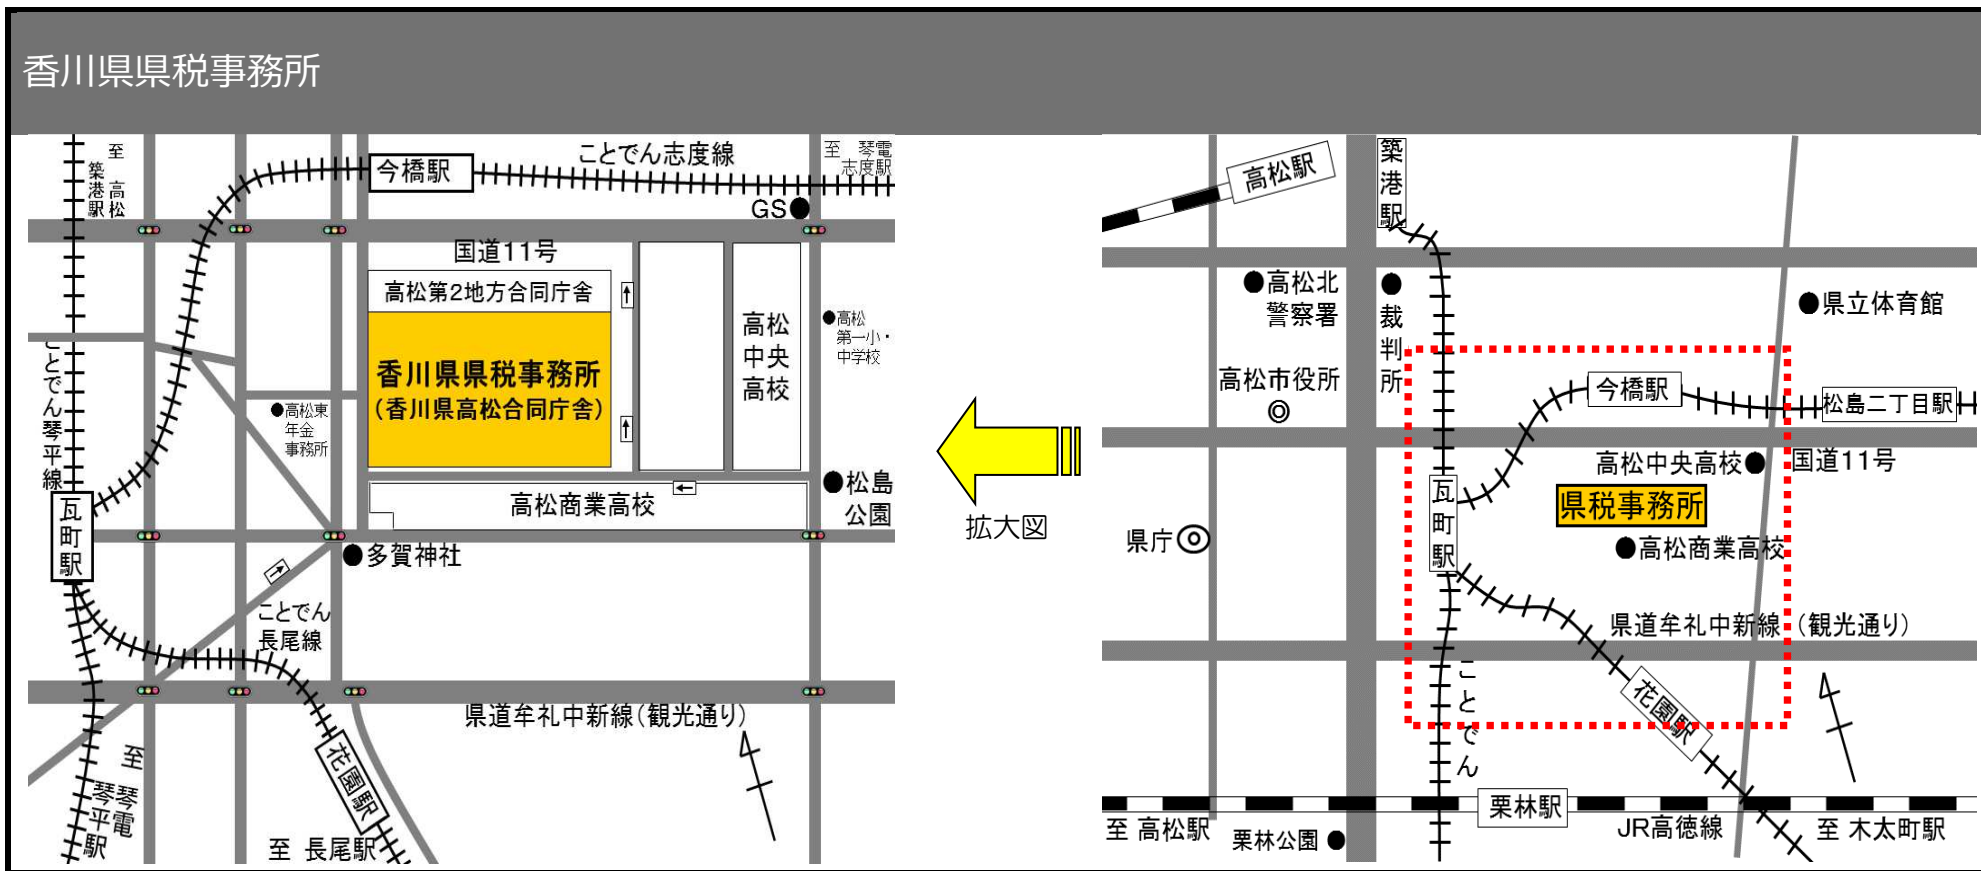 香川県県税事務所
至 高松
築港駅
今橋駅
ことでん志度線
至 琴電
志度駅
GS
国道11号
高松第2地方合同庁舎
香川県県税事務所
(香川県高松合同庁舎)
高松
中央
高校
高松
第一小・
中学校
ことでん琴平線
高松東
年金
事務所
瓦町駅
高松商業高校
松島
公園
多賀神社
ことでん
長尾線
県道牟礼中新線(観光通り)
至 琴電
琴平駅
花園駅
至 長尾駅
拡大図
高松駅
築港駅
高松北
警察署
裁判所
県立体育館
高松市役所
今橋駅
松島二丁目駅
高松中央高校
国道11号
県税事務所
瓦町駅
県庁
高松商業高校
県道牟礼中新線(観光通り)
ことでん
花園駅
栗林駅
至 高松駅
JR高徳線
至 木太町駅
栗林公園